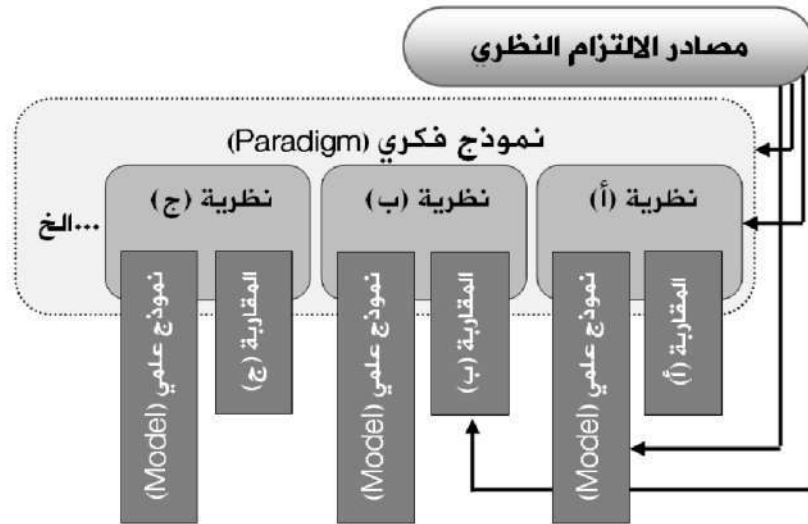 مصادر الالتزام النظري
نموذج فكري (Paradigm)
نظرية (أ)
نظرية (ب)
نظرية (ج)
...الخ
المقاربة (أ)
نموذج علمي (Model)
المقاربة (ب)
نموذج علمي (Model)
المقاربة (ج)
نموذج علمي (Model)